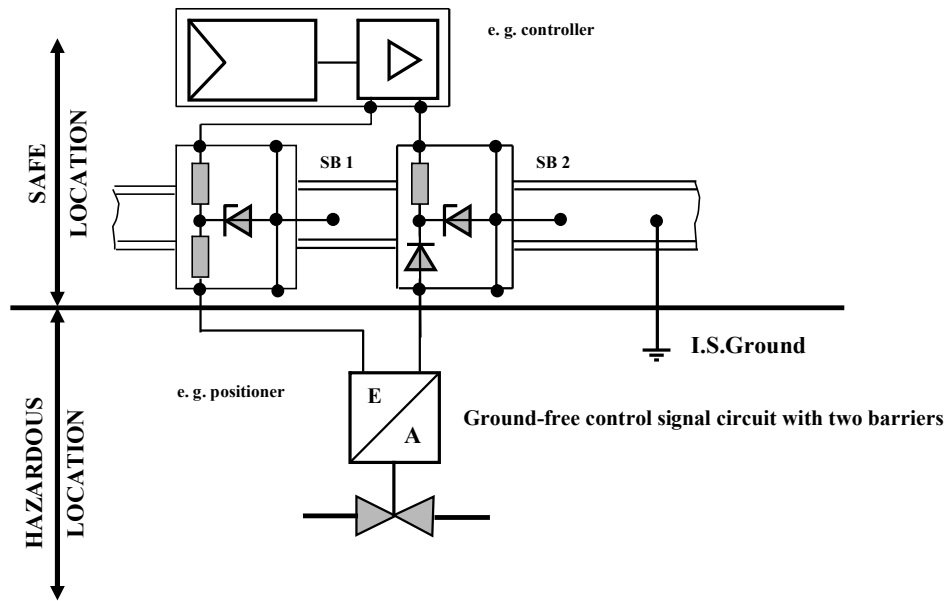 e. g. controller
SAFE
LOCATION
SB 1
SB 2
I.S.Ground
e. g. positioner
E
A
Ground-free control signal circuit with two barriers
HAZARDOUS
LOCATION